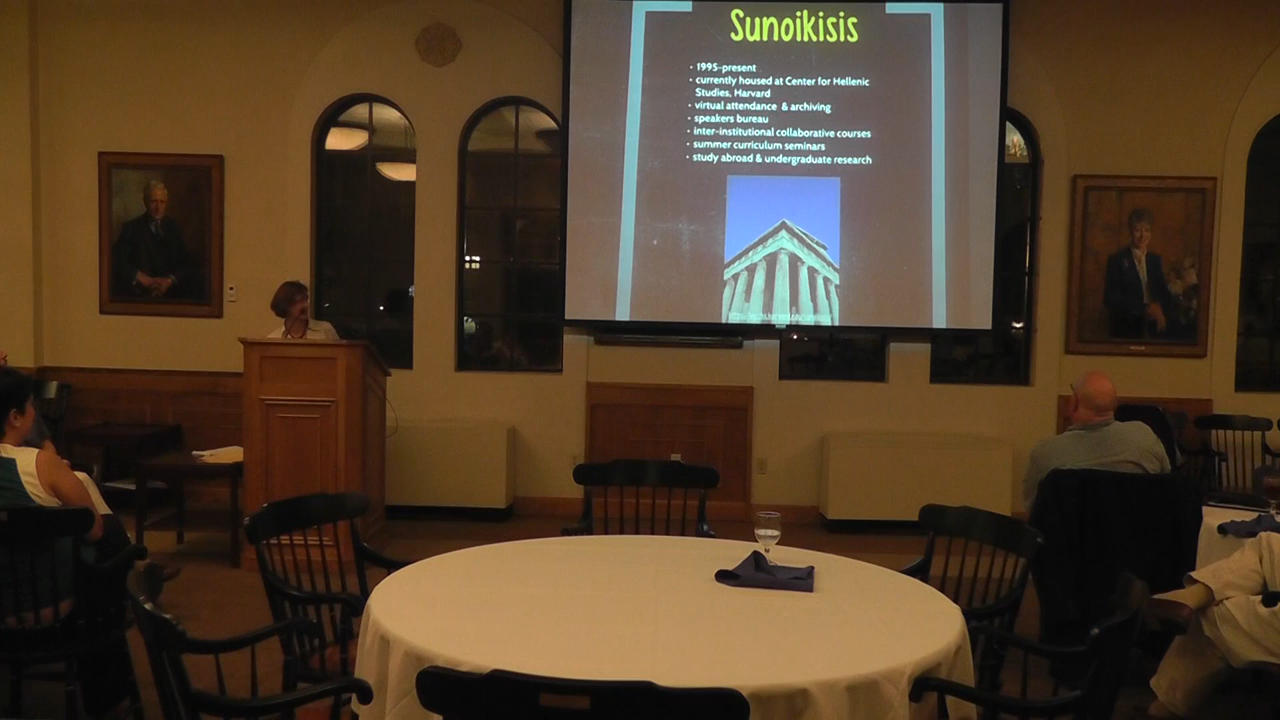 Sunoikisis
• 1995-present
• currently housed at Center for Hellenic
Studies, Harvard
• virtual attendance & archiving
• speakers bureau
• inter-institutional collaborative courses
• summer curriculum seminars
• study abroad & undergraduate research